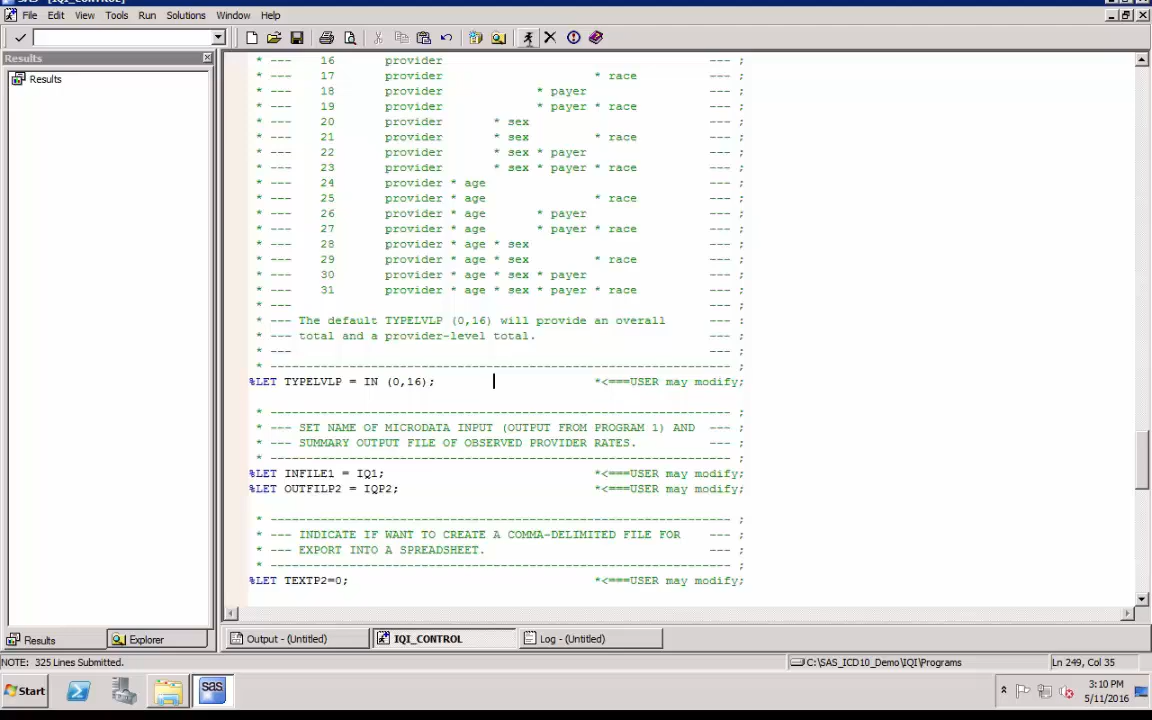 SAS - [IQI_CONTROL]
File Edit View Tools Run Solutions Window Help
Results
Results
* --- 16 provider --- ;
* --- 17 provider * race --- ;
* --- 18 provider * payer --- ;
* --- 19 provider * payer * race --- ;
* --- 20 provider * sex --- ;
* --- 21 provider * sex * race --- ;
* --- 22 provider * sex * payer --- ;
* --- 23 provider * sex * payer * race --- ;
* --- 24 provider * age --- ;
* --- 25 provider * age * race --- ;
* --- 26 provider * age * payer --- ;
* --- 27 provider * age * payer * race --- ;
* --- 28 provider * age * sex --- ;
* --- 29 provider * age * sex * race --- ;
* --- 30 provider * age * sex * payer --- ;
* --- 31 provider * age * sex * payer * race --- ;
* --- --- ;
* --- The default TYPELVLP (0,16) will provide an overall --- :
* --- total and a provider-level total. --- ;
* --- --- ;
* ---------------------------------------------------------------- ;
%LET TYPELVLP = IN (0,16); *<===USER may modify;
* ---------------------------------------------------------------- ;
* --- SET NAME OF MICRODATA INPUT (OUTPUT FROM PROGRAM 1) AND --- ;
* --- SUMMARY OUTPUT FILE OF OBSERVED PROVIDER RATES. --- ;
* ---------------------------------------------------------------- ;
%LET INFILE1 = IQ1; *<===USER may modify;
%LET OUTFILP2 = IQP2; *<===USER may modify;
* ---------------------------------------------------------------- ;
* --- INDICATE IF WANT TO CREATE A COMMA-DELIMITED FILE FOR --- ;
* --- EXPORT INTO A SPREADSHEET. --- ;
* ---------------------------------------------------------------- ;
%LET TEXTP2=0; *<===USER may modify;
Results Explorer Output - (Untitled) IQI_CONTROL Log - (Untitled)
NOTE: 325 Lines Submitted. C:\SAS_ICD10_Demo\IQI\Programs Ln 249, Col 35
Start sas 3:10 PM
5/11/2016